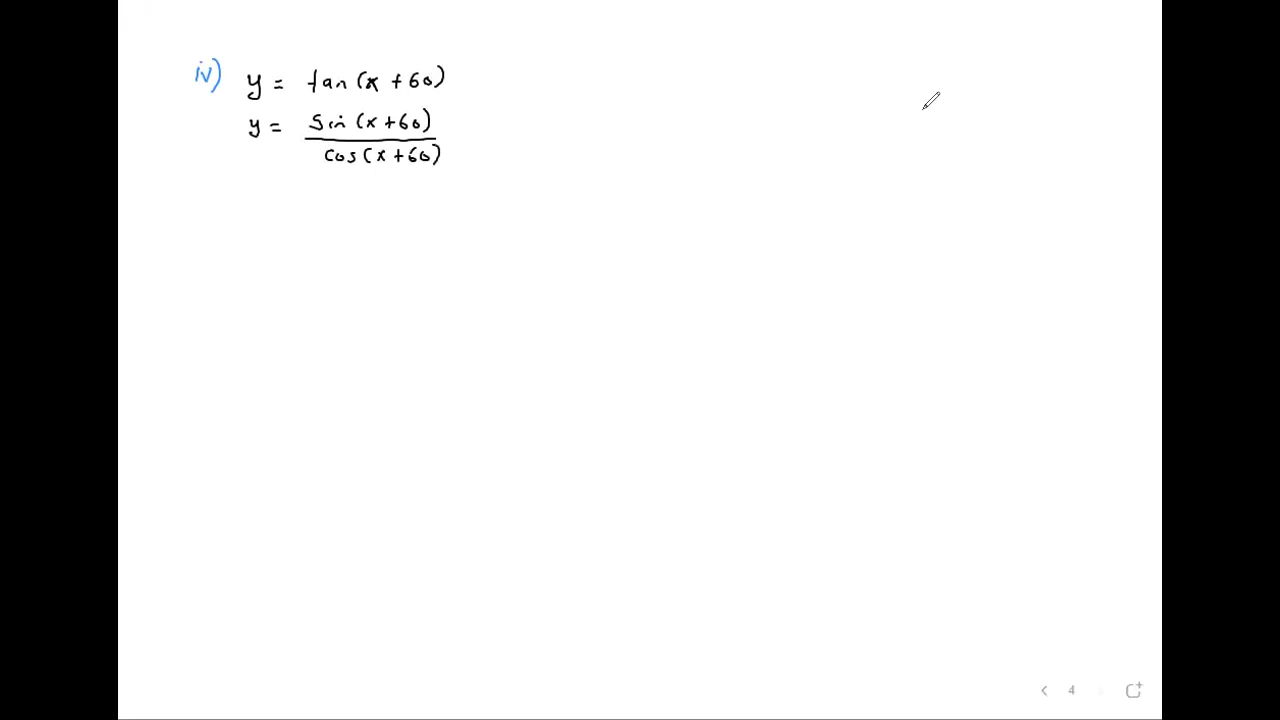 iv) y = tan(x + 60)
y = sin(x + 60)
cos(x + 60)
4